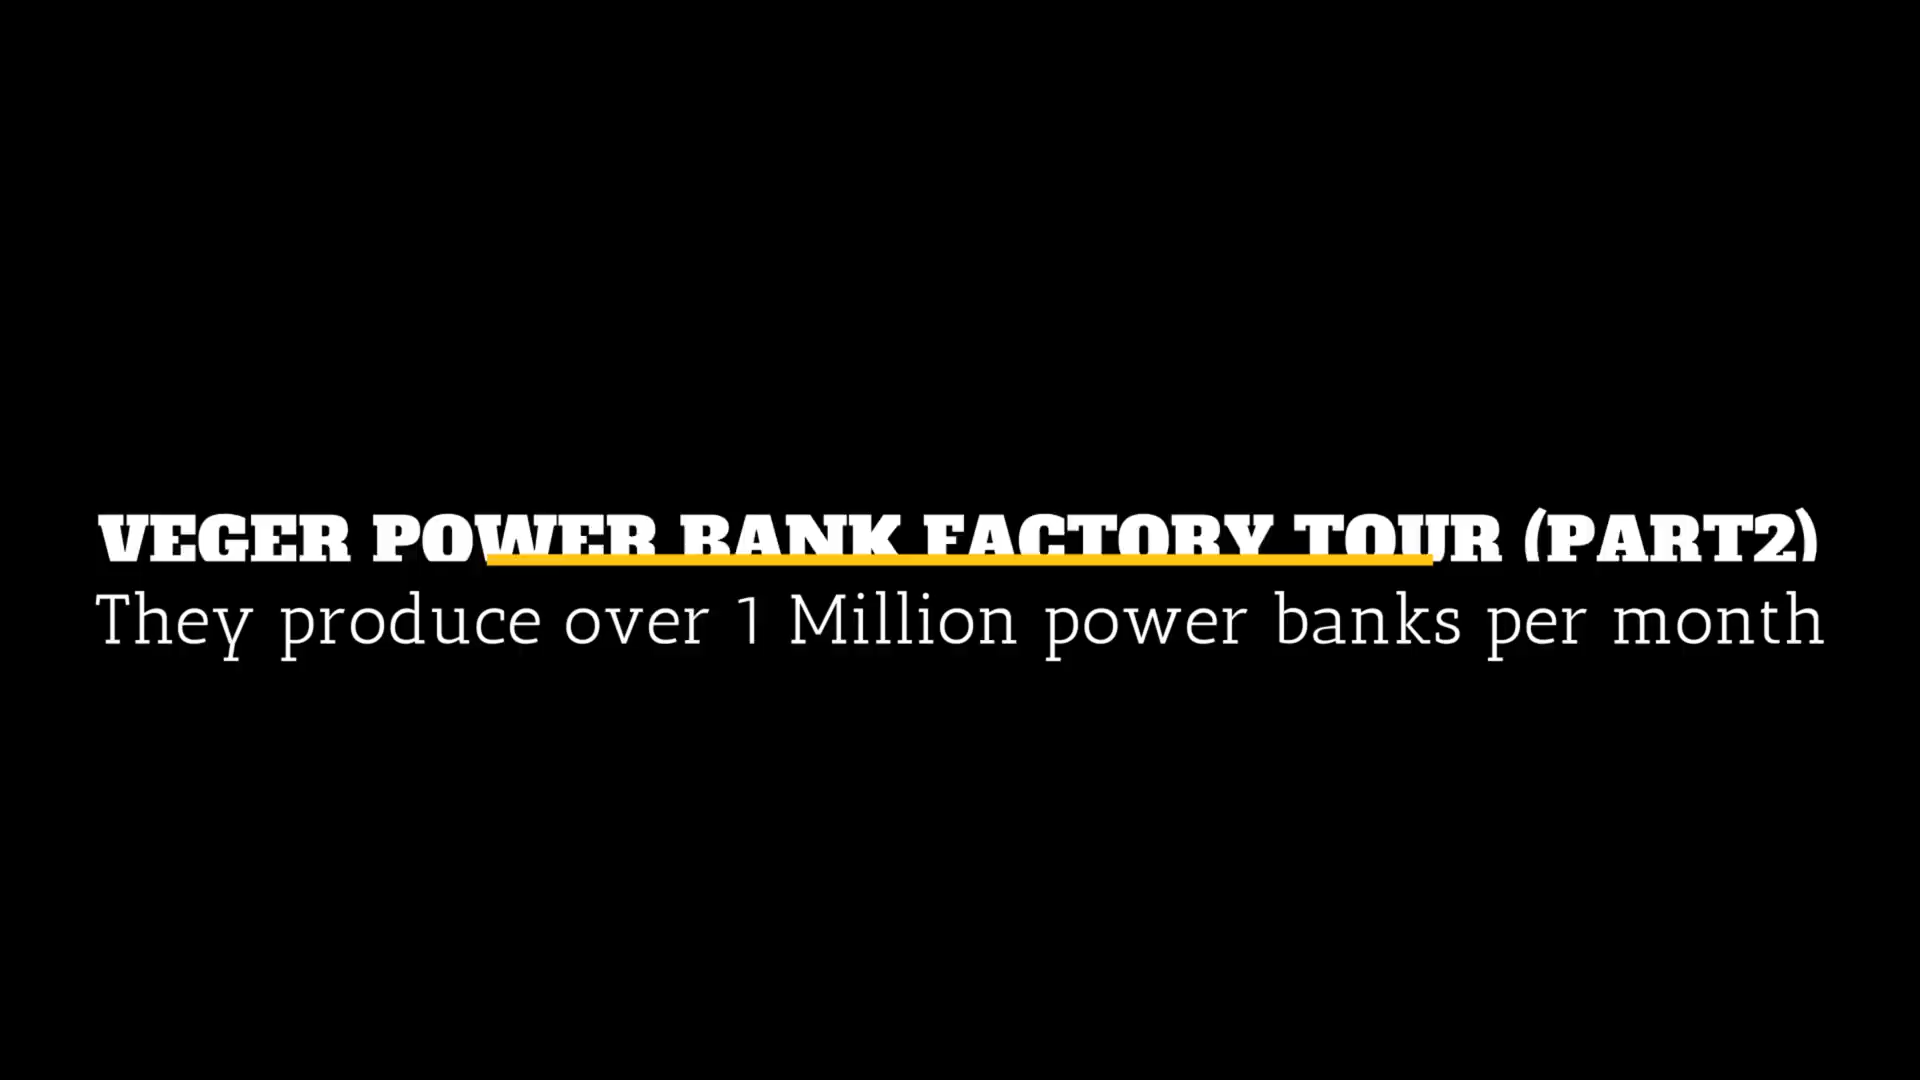 VEGER POWER BANK FACTORY TOUR (PART2)
They produce over 1 Million power banks per month